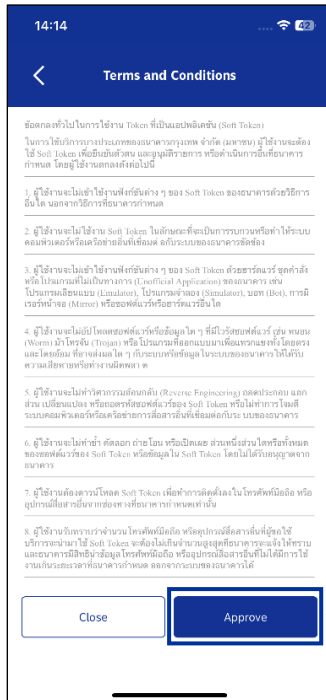 14:14
42
Terms and Conditions
ข้อตกลงทั่วไปในการใช้งาน Token ที่เป็นแอปพลิเคชัน (Soft Token)
ในการใช้บริการบางประเภทของธนาคารกรุงเทพ จำกัด (มหาชน) ผู้ใช้งานจะต้อง
ใช้ Soft Token เพื่อยืนยันตัวตน และอนุมัติรายการ หรือดำเนินการอื่นที่ธนาคาร
กำหนด โดยผู้ใช้งานตกลงดังต่อไปนี้
1. ผู้ใช้งานจะไม่เข้าใช้งานฟังก์ชันต่าง ๆ ของ Soft Token ของธนาคารด้วยวิธีการ
อื่นใด นอกจากวิธีการที่ธนาคารกำหนด
2. ผู้ใช้งานจะไม่ใช้งาน Soft Token ในลักษณะที่จะเป็นการรบกวนหรือทำให้ระบบ
คอมพิวเตอร์หรือเครือข่ายอื่นที่เชื่อมต่อกับระบบของธนาคารขัดข้อง
3. ผู้ใช้งานจะไม่เข้าใช้งานฟังก์ชันต่าง ๆ ของ Soft Token ด้วยฮาร์ดแวร์ ชุดคำสั่ง
หรือโปรแกรมที่ไม่เป็นทางการ (Unofficial Application) ของธนาคาร เช่น
โปรแกรมเลียนแบบ (Emulator), โปรแกรมจำลอง (Simulator), บอท (Bot), การมิ
เรอร์หน้าจอ (Mirror) หรือซอฟต์แวร์หรือฮาร์ดแวร์อื่นใด
4. ผู้ใช้งานจะไม่อัปโหลดซอฟต์แวร์หรือข้อมูลใด ๆ ที่มีไวรัสซอฟต์แวร์ เช่น หนอน
(Worm) ม้าโทรจัน (Trojan) หรือโปรแกรมที่ออกแบบมาเพื่อแทรกแซงทั้งโดยตรง
และโดยอ้อม ที่อาจส่งผลใด ๆ กับระบบหรือข้อมูลในระบบของธนาคารให้ได้รับ
ความเสียหายหรือทำงานผิดพลาด
5. ผู้ใช้งานจะไม่ทำวิศวกรรมย้อนกลับ (Reverse Engineering) ถอดประกอบ แยก
ส่วน เปลี่ยนแปลง หรือถอดรหัสซอฟต์แวร์ของ Soft Token หรือไม่ทำการโจมตี
ระบบคอมพิวเตอร์หรือเครือข่ายการสื่อสารอื่นที่เชื่อมต่อกับระบบของธนาคาร
6. ผู้ใช้งานจะไม่ทำซ้ำ คัดลอก ถ่ายโอน หรือเปิดเผย ส่วนหนึ่งส่วนใดหรือทั้งหมด
ของซอฟต์แวร์ของ Soft Token หรือข้อมูลใน Soft Token โดยไม่ได้รับอนุญาตจาก
ธนาคาร
7. ผู้ใช้งานต้องดาวน์โหลด Soft Token เพื่อทำการติดตั้งลงในโทรศัพท์มือถือ หรือ
อุปกรณ์สื่อสารอื่นจากช่องทางที่ธนาคารกำหนดเท่านั้น
8. ผู้ใช้งานรับทราบว่าจำนวนโทรศัพท์มือถือ หรืออุปกรณ์สื่อสารอื่นที่ผู้ขอใช้
บริการจะนำมาใช้ Soft Token จะต้องไม่เกินจำนวนสูงสุดที่ธนาคารจะแจ้งให้ทราบ
และธนาคารมีสิทธินำข้อมูลโทรศัพท์มือถือ หรืออุปกรณ์สื่อสารอื่นที่ไม่ได้มีการใช้
งานเกินระยะเวลาที่ธนาคารกำหนด ออกจากระบบของธนาคารได้
Close
Approve